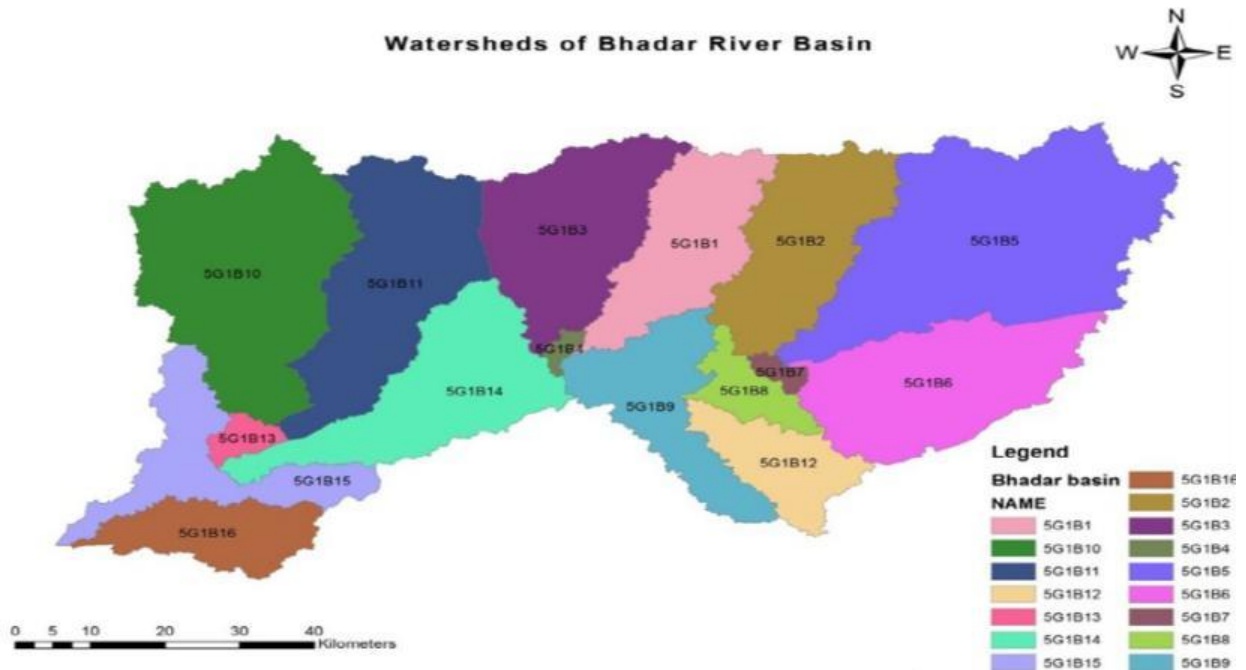 Watersheds of Bhadar River Basin
N
W E
S
5G1B3
5G1B1
5G1B2
5G1B5
5G1B10
5G1B11
5G1B4
5G1B7
5G1B6
5G1B14
5G1B8
5G1B9
5G1B13
5G1B12
5G1B15
5G1B16
Legend
Bhadar basin
NAME
5G1B1
5G1B10
5G1B11
5G1B12
5G1B13
5G1B14
5G1B15
5G1B16
5G1B2
5G1B3
5G1B4
5G1B5
5G1B6
5G1B7
5G1B8
5G1B9
0 5 10 20 30 40
Kilometers